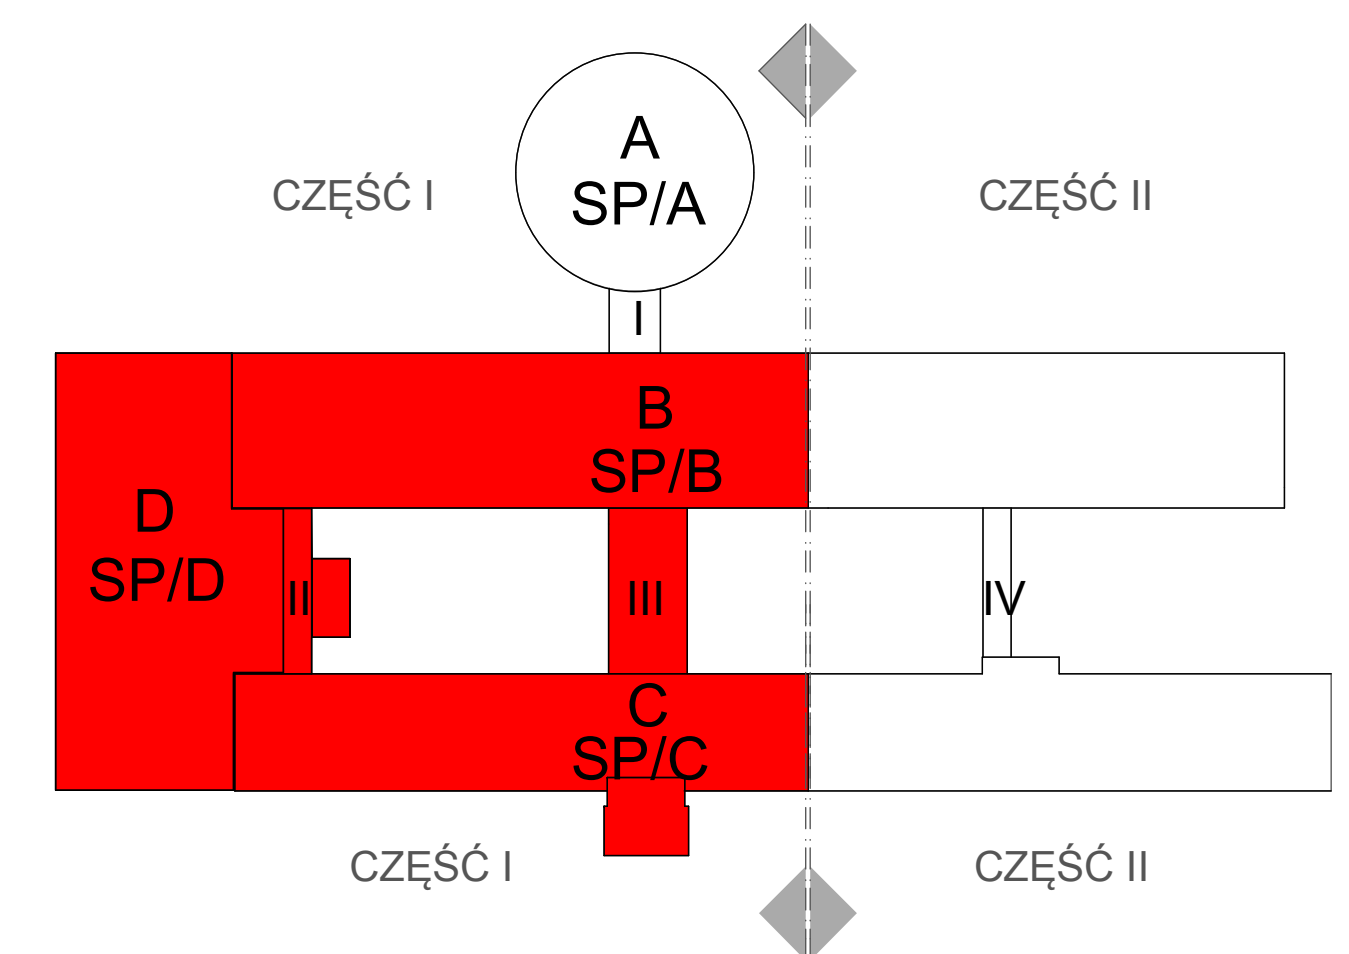 A
SP/A
CZĘŚĆ I
CZĘŚĆ II
I
B
SP/B
D
SP/D
II
III
IV
C
SP/C
CZĘŚĆ I
CZĘŚĆ II